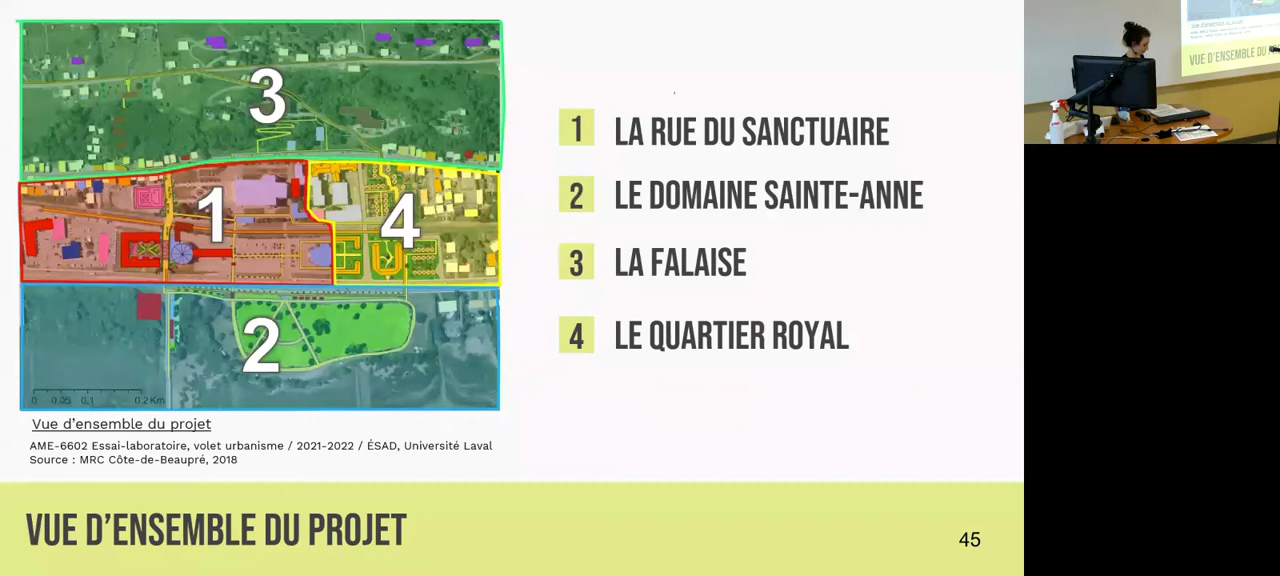 3
1
4
2
0 0.05 0.1 0.2 Km
Vue d'ensemble du projet
AME-6602 Essai-laboratoire, volet urbanisme / 2021-2022 / ÉSAD, Université Laval
Source : MRC Côte-de-Beaupré, 2018
1 LA RUE DU SANCTUAIRE
2 LE DOMAINE SAINTE-ANNE
3 LA FALAISE
4 LE QUARTIER ROYAL
VUE D'ENSEMBLE DU PROJET
45
VUE D'ENSEMBLE DU